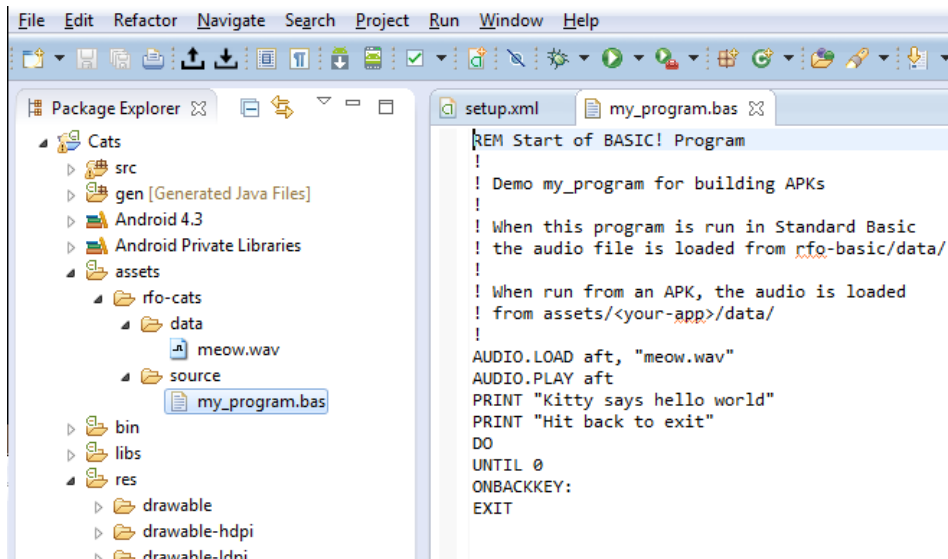 File Edit Refactor Navigate Search Project Run Window Help
Package Explorer
Cats
src
gen [Generated Java Files]
Android 4.3
Android Private Libraries
assets
rfo-cats
data
meow.wav
source
my_program.bas
bin
libs
res
drawable
drawable-hdpi
drawable-ldpi
setup.xml my_program.bas
REM Start of BASIC! Program
!
! Demo my_program for building APKs
!
! When this program is run in Standard Basic
! the audio file is loaded from rfo-basic/data/
!
! When run from an APK, the audio is loaded
! from assets/<your-app>/data/
!
AUDIO.LOAD aft, "meow.wav"
AUDIO.PLAY aft
PRINT "Kitty says hello world"
PRINT "Hit back to exit"
DO
UNTIL 0
ONBACKKEY:
EXIT